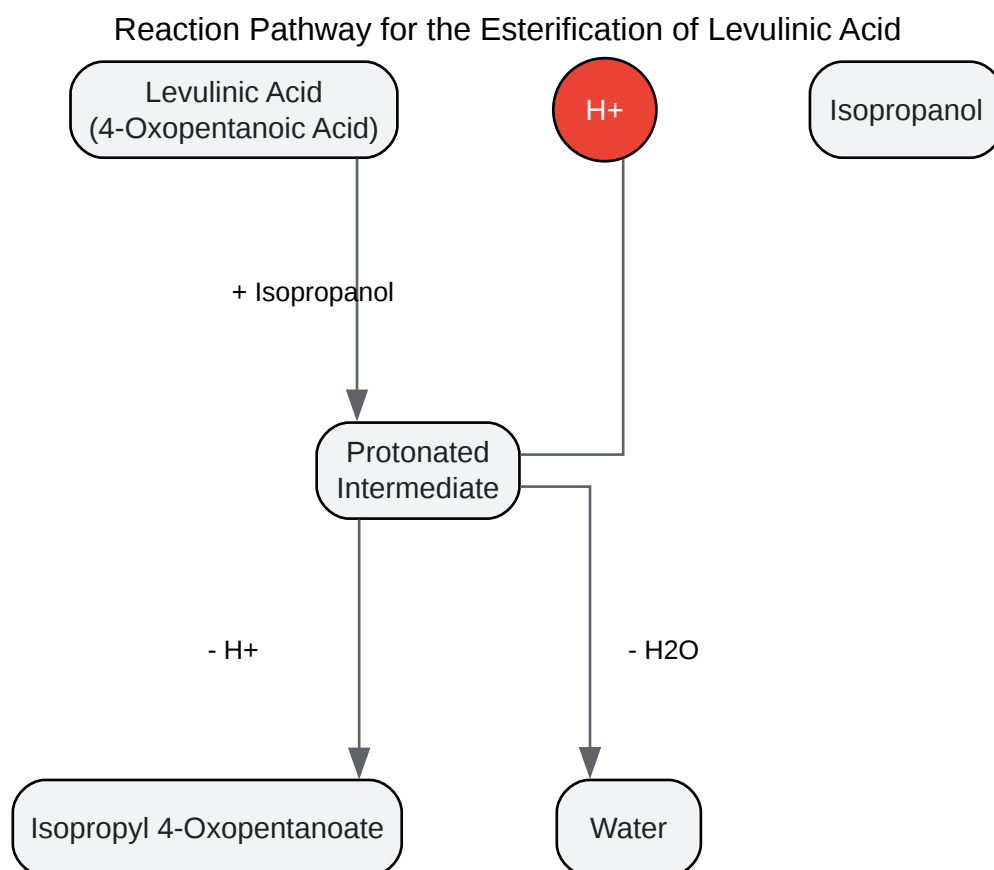 Reaction Pathway for the Esterification of Levulinic Acid
Levulinic Acid
(4-Oxopentanoic Acid)
H+
Isopropanol
+ Isopropanol
Protonated
Intermediate
- H+
- H2O
Isopropyl 4-Oxopentanoate
Water